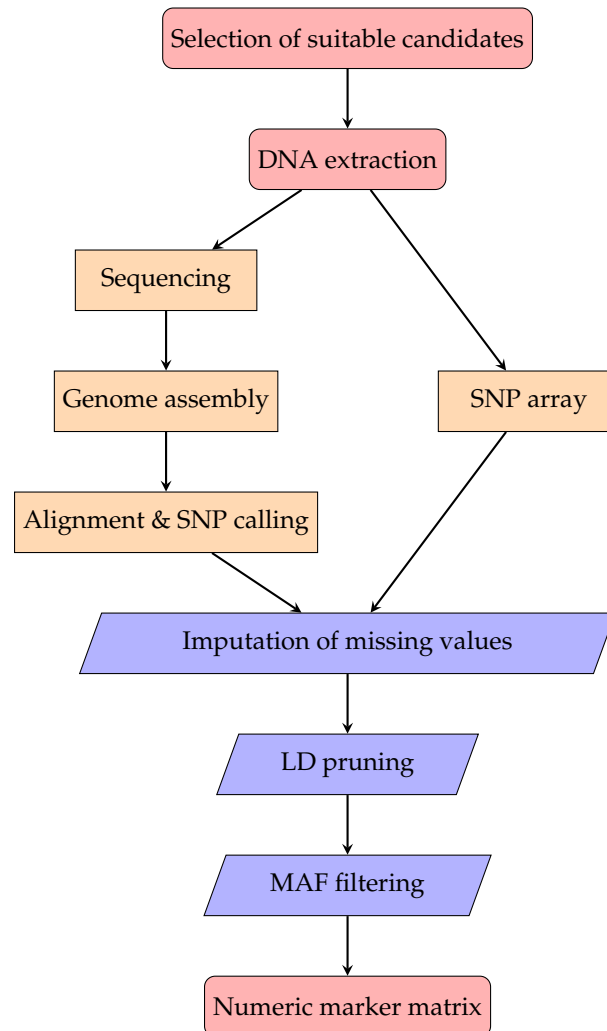 Selection of suitable candidates
DNA extraction
Sequencing
Genome assembly
SNP array
Alignment & SNP calling
Imputation of missing values
LD pruning
MAF filtering
Numeric marker matrix